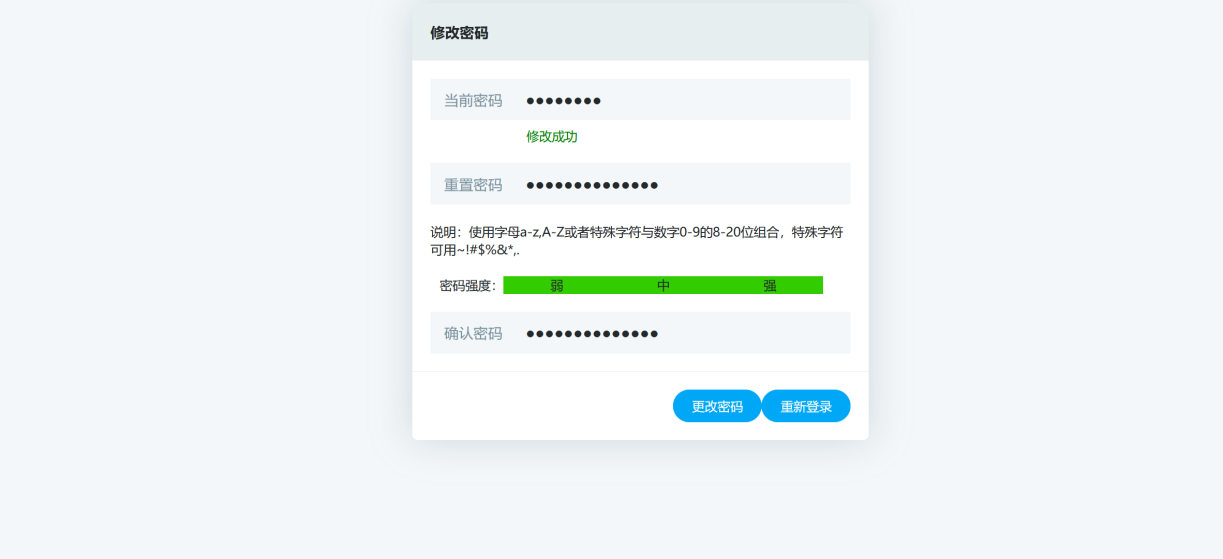 修改密码
当前密码 ●●●●●●●●
修改成功
重置密码 ●●●●●●●●●●●●●●
说明：使用字母a-z,A-Z或者特殊字符与数字0-9的8-20位组合，特殊字符
可用~!#$%&*,.
密码强度： 弱 中 强
确认密码 ●●●●●●●●●●●●●●
更改密码 重新登录